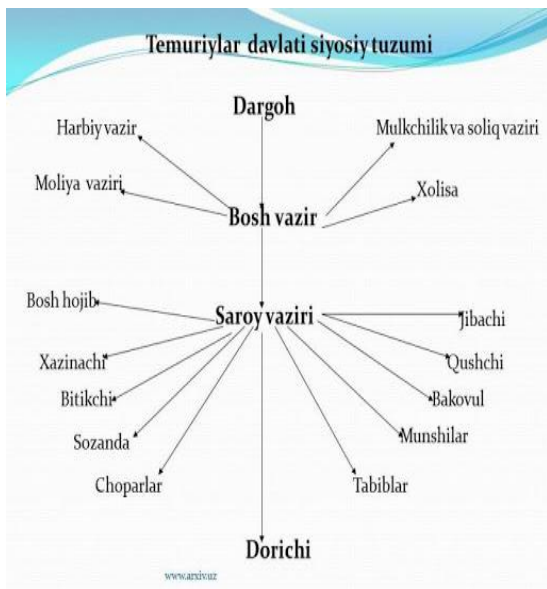 Temuriylar davlati siyosiy tuzumi
Dargoh
Harbiy vazir
Mulkchilik va soliq vaziri
Moliya vaziri
Xolisa
Bosh vazir
Bosh hojib
Saroy vaziri
Jibachi
Xazinachi
Qushchi
Bitikchi
Bakovul
Sozanda
Munshilar
Choparlar
Tabiblar
Dorichi
www.arxiv.uz